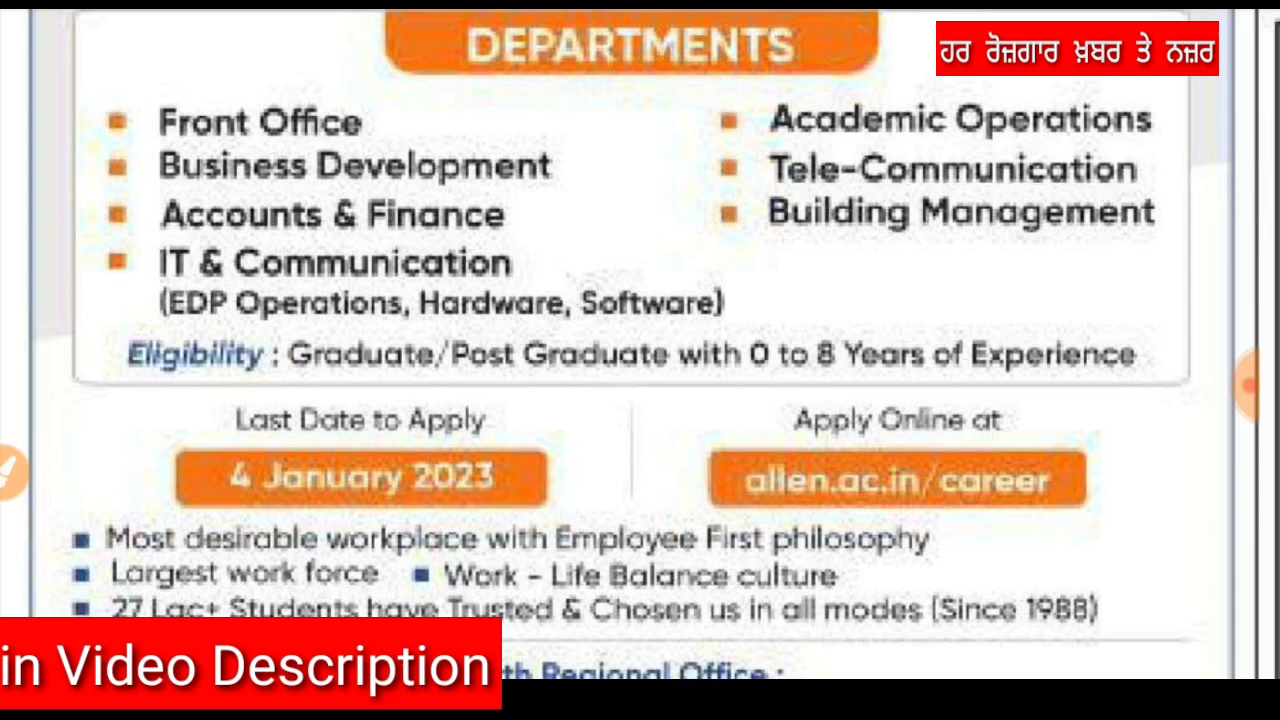 DEPARTMENTS
ਹਰ ਰੋਜ਼ਗਾਰ ਖ਼ਬਰ ਤੇ ਨਜ਼ਰ
Front Office
Business Development
Accounts & Finance
IT & Communication
(EDP Operations, Hardware, Software)
Academic Operations
Tele-Communication
Building Management
Eligibility : Graduate/Post Graduate with 0 to 8 Years of Experience
Last Date to Apply
4 January 2023
Apply Online at
allen.ac.in/career
Most desirable workplace with Employee First philosophy
Largest work force
Work - Life Balance culture
27 Lac+ Students have Trusted & Chosen us in all modes (Since 1988)
in Video Description
Regional Office :